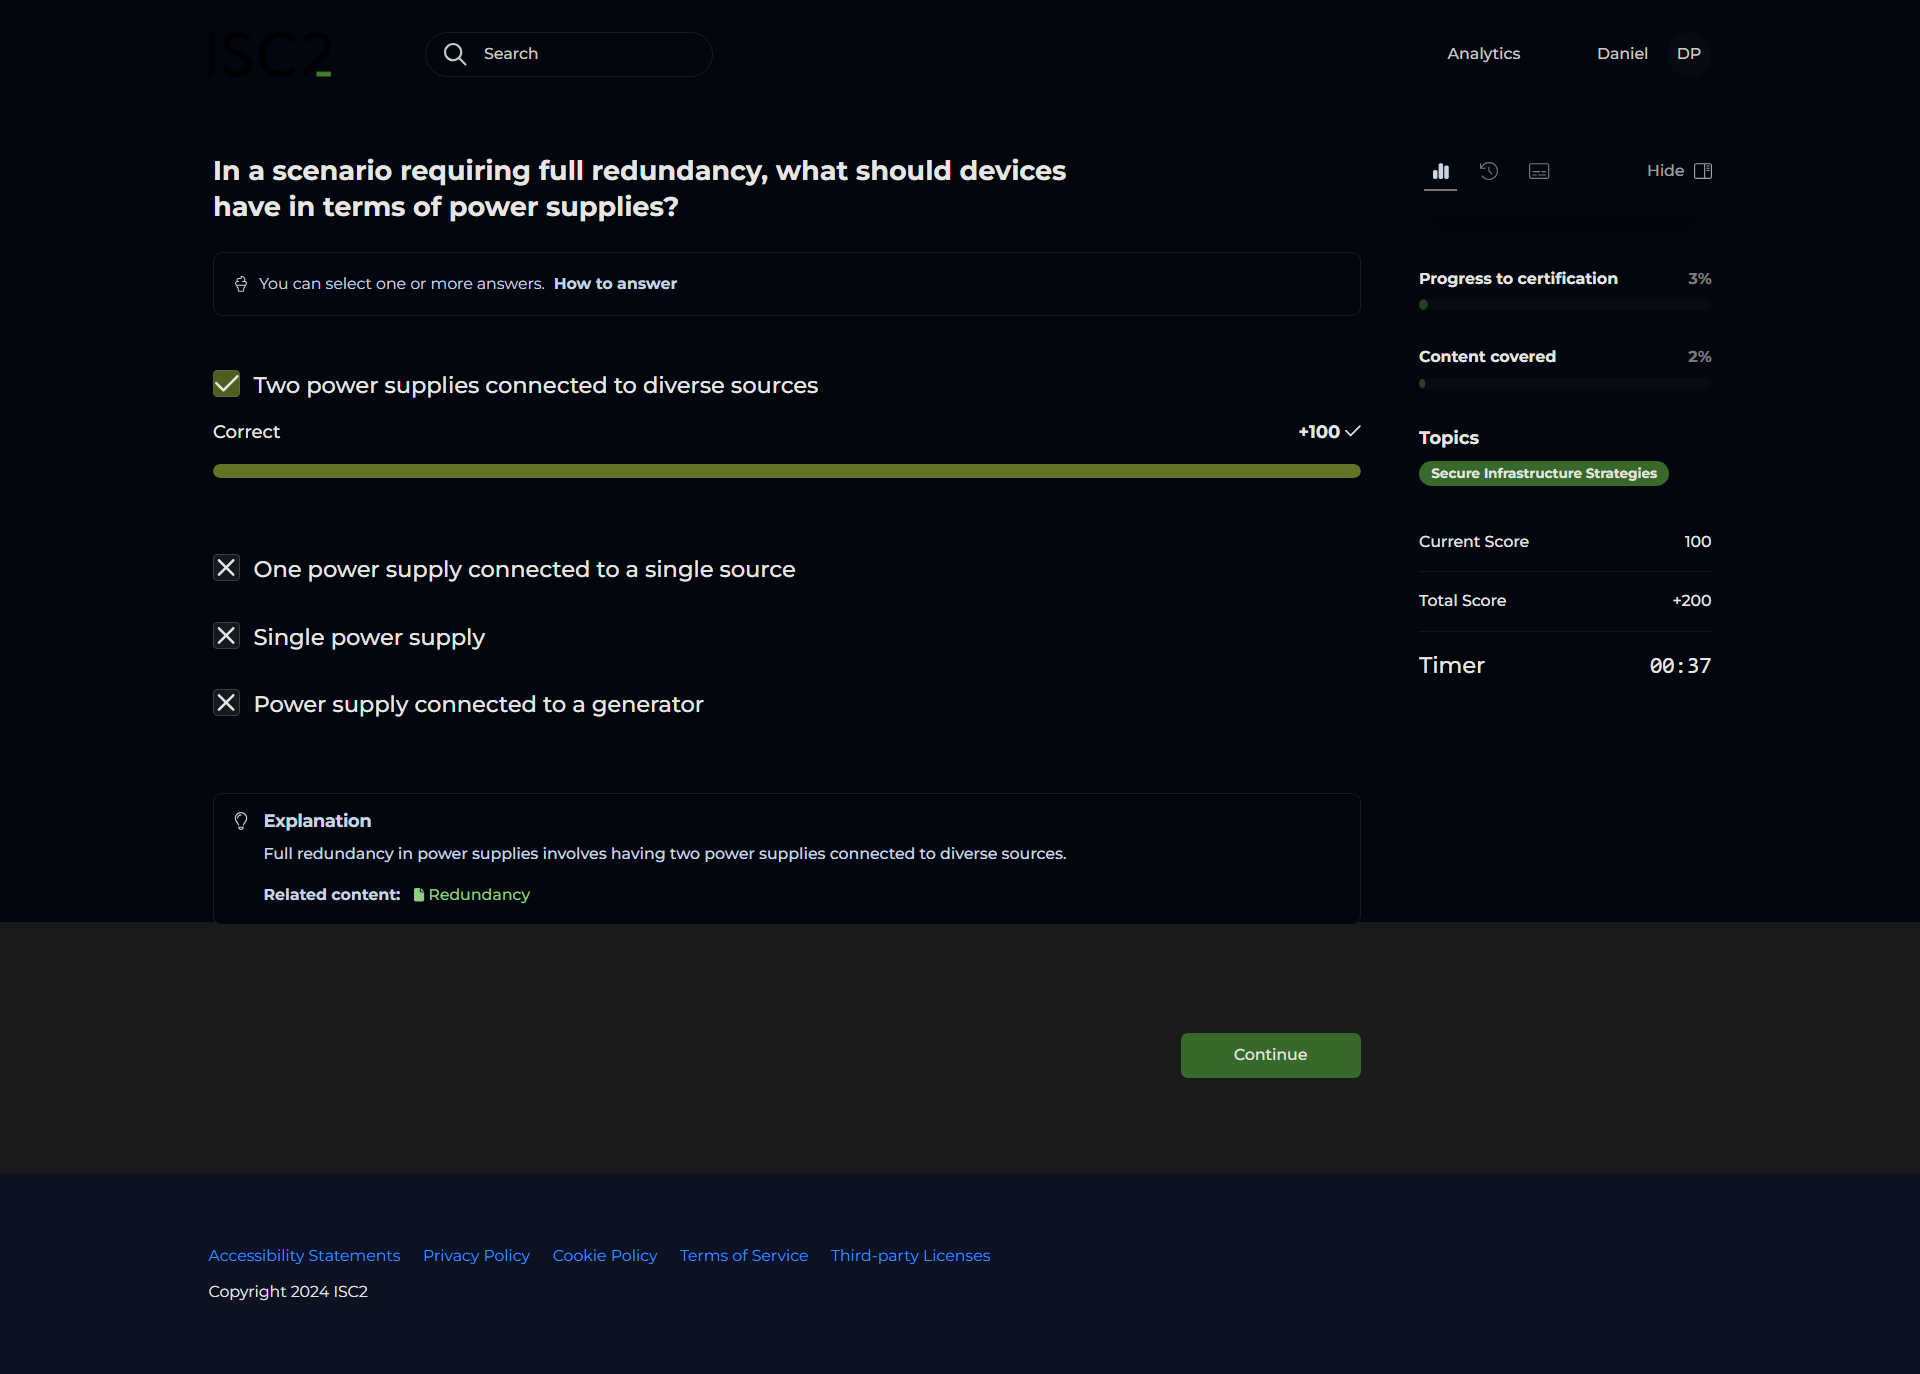 ISC2
Search
Analytics
Daniel
DP
In a scenario requiring full redundancy, what should devices
have in terms of power supplies?
Hide
You can select one or more answers. How to answer
Progress to certification 3%
Content covered 2%
Two power supplies connected to diverse sources
Correct +100
Topics
Secure Infrastructure Strategies
Current Score 100
One power supply connected to a single source
Total Score +200
Single power supply
Timer 00:37
Power supply connected to a generator
Explanation
Full redundancy in power supplies involves having two power supplies connected to diverse sources.
Related content: Redundancy
Continue
Accessibility Statements Privacy Policy Cookie Policy Terms of Service Third-party Licenses
Copyright 2024 ISC2